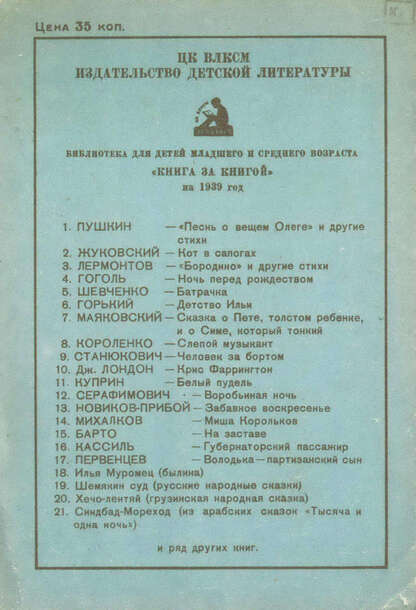 Цена 35 коп.
ЦК ВЛКСМ
ИЗДАТЕЛЬСТВО ДЕТСКОЙ ЛИТЕРАТУРЫ
БИБЛИОТЕКА ДЛЯ ДЕТЕЙ МЛАДШЕГО И СРЕДНЕГО ВОЗРАСТА
«КНИГА ЗА КНИГОЙ»
на 1939 год
1. ПУШКИН — «Песнь о вещем Олеге» и другие
стихи
2. ЖУКОВСКИЙ — Кот в сапогах
3. ЛЕРМОНТОВ — «Бородино» и другие стихи
4. ГОГОЛЬ — Ночь перед рождеством
5. ШЕВЧЕНКО — Батрачка
6. ГОРЬКИЙ — Детство Ильи
7. МАЯКОВСКИЙ — Сказка о Пете, толстом ребенке,
и о Симе, который тонкий
8. КОРОЛЕНКО — Слепой музыкант
9. СТАНЮКОВИЧ — Человек за бортом
10. Дж. ЛОНДОН — Крис Фаррингтон
11. КУПРИН — Белый пудель
12. СЕРАФИМОВИЧ — Воробьиная ночь
13. НОВИКОВ-ПРИБОЙ — Забавное воскресенье
14. МИХАЛКОВ — Миша Корольков
15. БАРТО — На заставе
16. КАССИЛЬ — Губернаторский пассажир
17. ПЕРВЕНЦЕВ — Володька—партизанский сын
18. Илья Муромец (былина)
19. Шемякин суд (русские народные сказки)
20. Хечо-лентяй (грузинская народная сказка)
21. Синдбад-Мореход (из арабских сказок «Тысяча и
одна ночь»)
и ряд других книг.